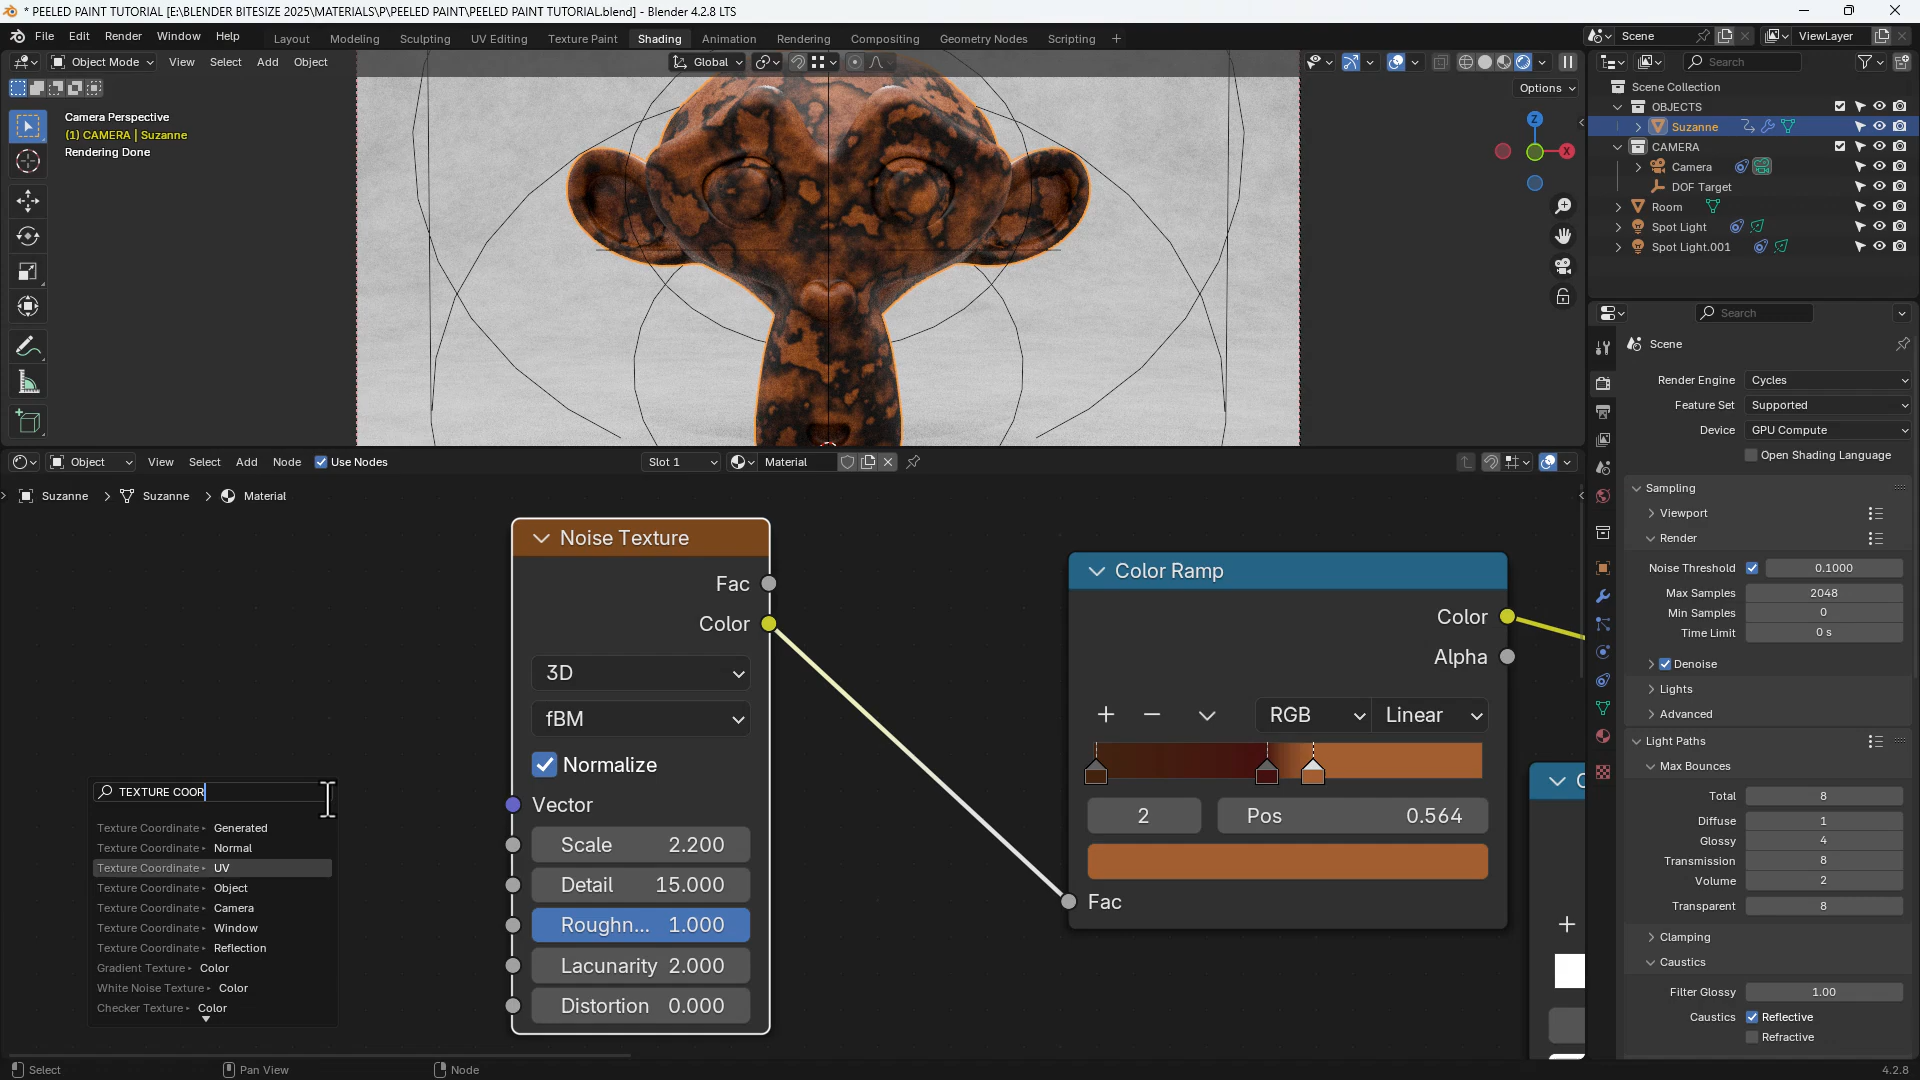 * PEELED PAINT TUTORIAL [E:\BLENDER BITESIZE 2025\MATERIALS\P\PEELED PAINT\PEELED PAINT TUTORIAL.blend] - Blender 4.2.8 LTS
File Edit Render Window Help Layout Modeling Sculpting UV Editing Texture Paint Shading Animation Rendering Compositing Geometry Nodes Scripting + Scene ViewLayer
Object Mode View Select Add Object Global Search
Options
Camera Perspective
(1) CAMERA | Suzanne
Rendering Done
Z
X
Scene Collection
OBJECTS
Suzanne
CAMERA
Camera
DOF Target
Room
Spot Light
Spot Light.001
Search
Scene
Render Engine Cycles
Feature Set Supported
Device GPU Compute
Open Shading Language
Sampling
Viewport
Render
Noise Threshold 0.1000
Max Samples 2048
Min Samples 0
Time Limit 0 s
Denoise
Lights
Advanced
Light Paths
Max Bounces
Total 8
Diffuse 1
Glossy 4
Transmission 8
Volume 2
Transparent 8
Clamping
Caustics
Filter Glossy 1.00
Caustics Reflective
Refractive
Object View Select Add Node Use Nodes Slot 1 Material
Suzanne Suzanne Material
Noise Texture
Fac
Color
3D
fBM
Normalize
Vector
Scale 2.200
Detail 15.000
Roughn... 1.000
Lacunarity 2.000
Distortion 0.000
Color Ramp
Color
Alpha
RGB Linear
2 Pos 0.564
Fac
C
TEXTURE COOR
Texture Coordinate Generated
Texture Coordinate Normal
Texture Coordinate UV
Texture Coordinate Object
Texture Coordinate Camera
Texture Coordinate Window
Texture Coordinate Reflection
Gradient Texture Color
White Noise Texture Color
Checker Texture Color
Select Pan View Node 4.2.8